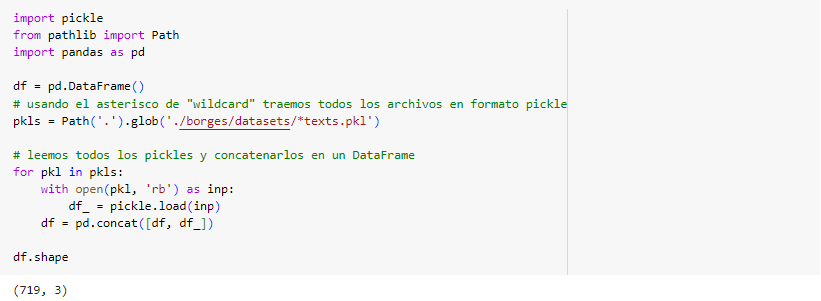 import pickle
from pathlib import Path
import pandas as pd
df = pd.DataFrame()
# usando el asterisco de "wildcard" traemos todos los archivos en formato pickle
pkls = Path('.').glob('./borges/datasets/*texts.pkl')
# leemos todos los pickles y concatenarlos en un DataFrame
for pkl in pkls:
    with open(pkl, 'rb') as inp:
        df_ = pickle.load(inp)
    df = pd.concat([df, df_])
df.shape
(719, 3)